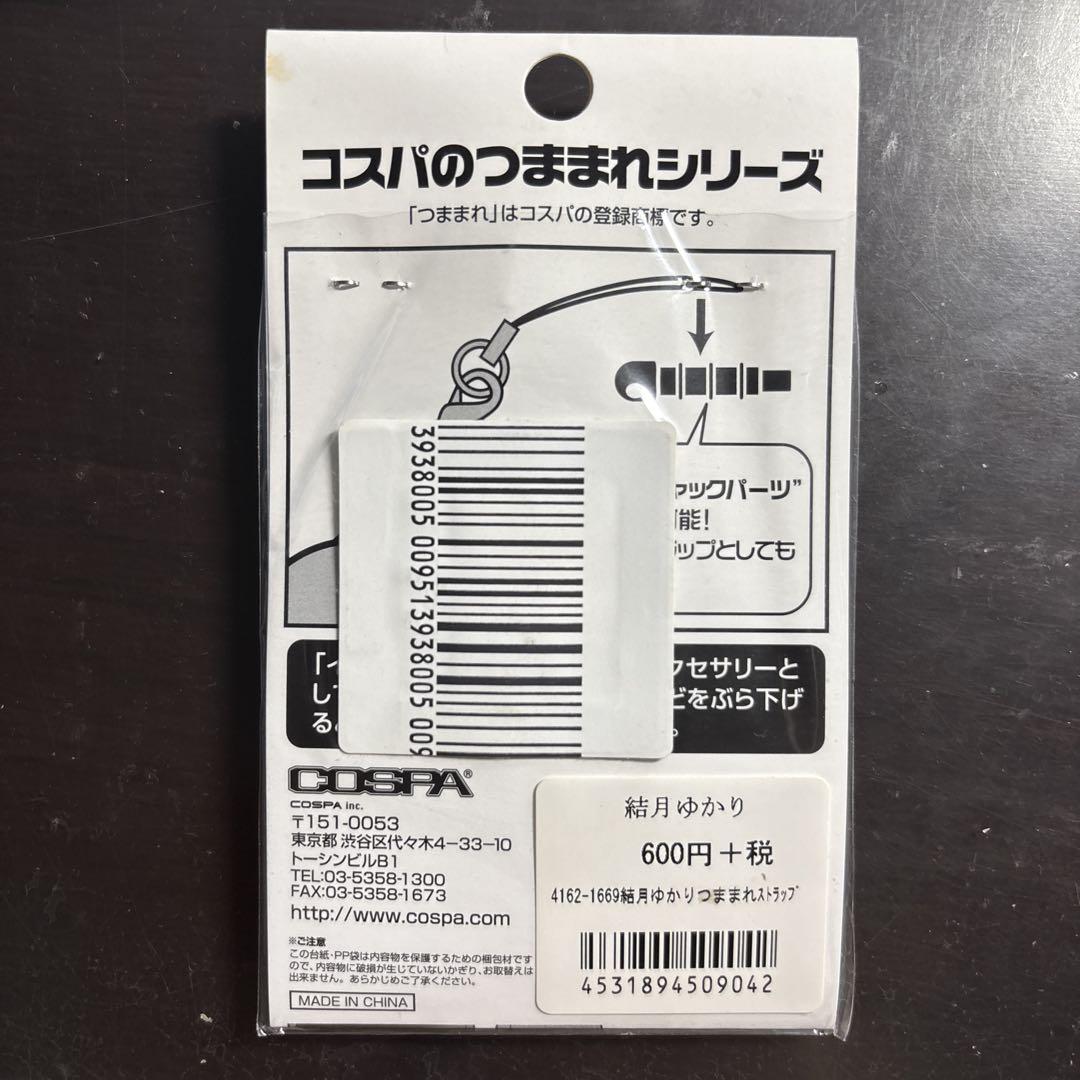 コスパのつままれシリーズ
「つままれ」はコスパの登録商標です。
ャックパーツ”
能!
ップとしても
3938005 009513938005 009
クセサリーと
し
どをぶら下げ
る
COSPA®
COSPA inc.
〒151-0053
東京都 渋谷区代々木4-33-10
トーシンビルB1
TEL:03-5358-1300
FAX:03-5358-1673
http://www.cospa.com
※ご注意
この台紙・PP袋は内容物を保護するための梱包材です
ので、内容物に破損が生じていないかぎり、お取替えは
出来ません。あらかじめご了承ください。
MADE IN CHINA
結月ゆかり
600円+税
4162-1669結月ゆかりつままれストラップ
4531894509042